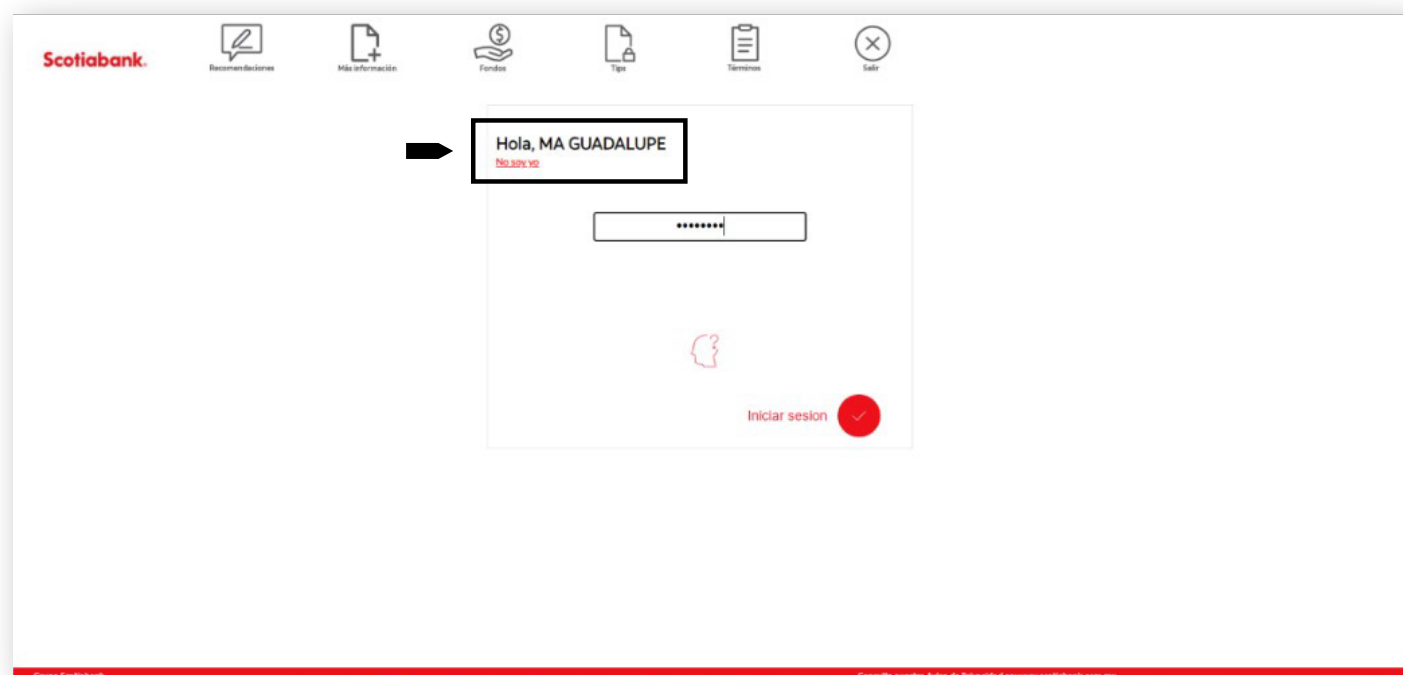 Scotiabank.
Recomendaciones
Más información
Fondos
Tips
Términos
Salir
Hola, MA GUADALUPE
No soy yo
Iniciar sesion